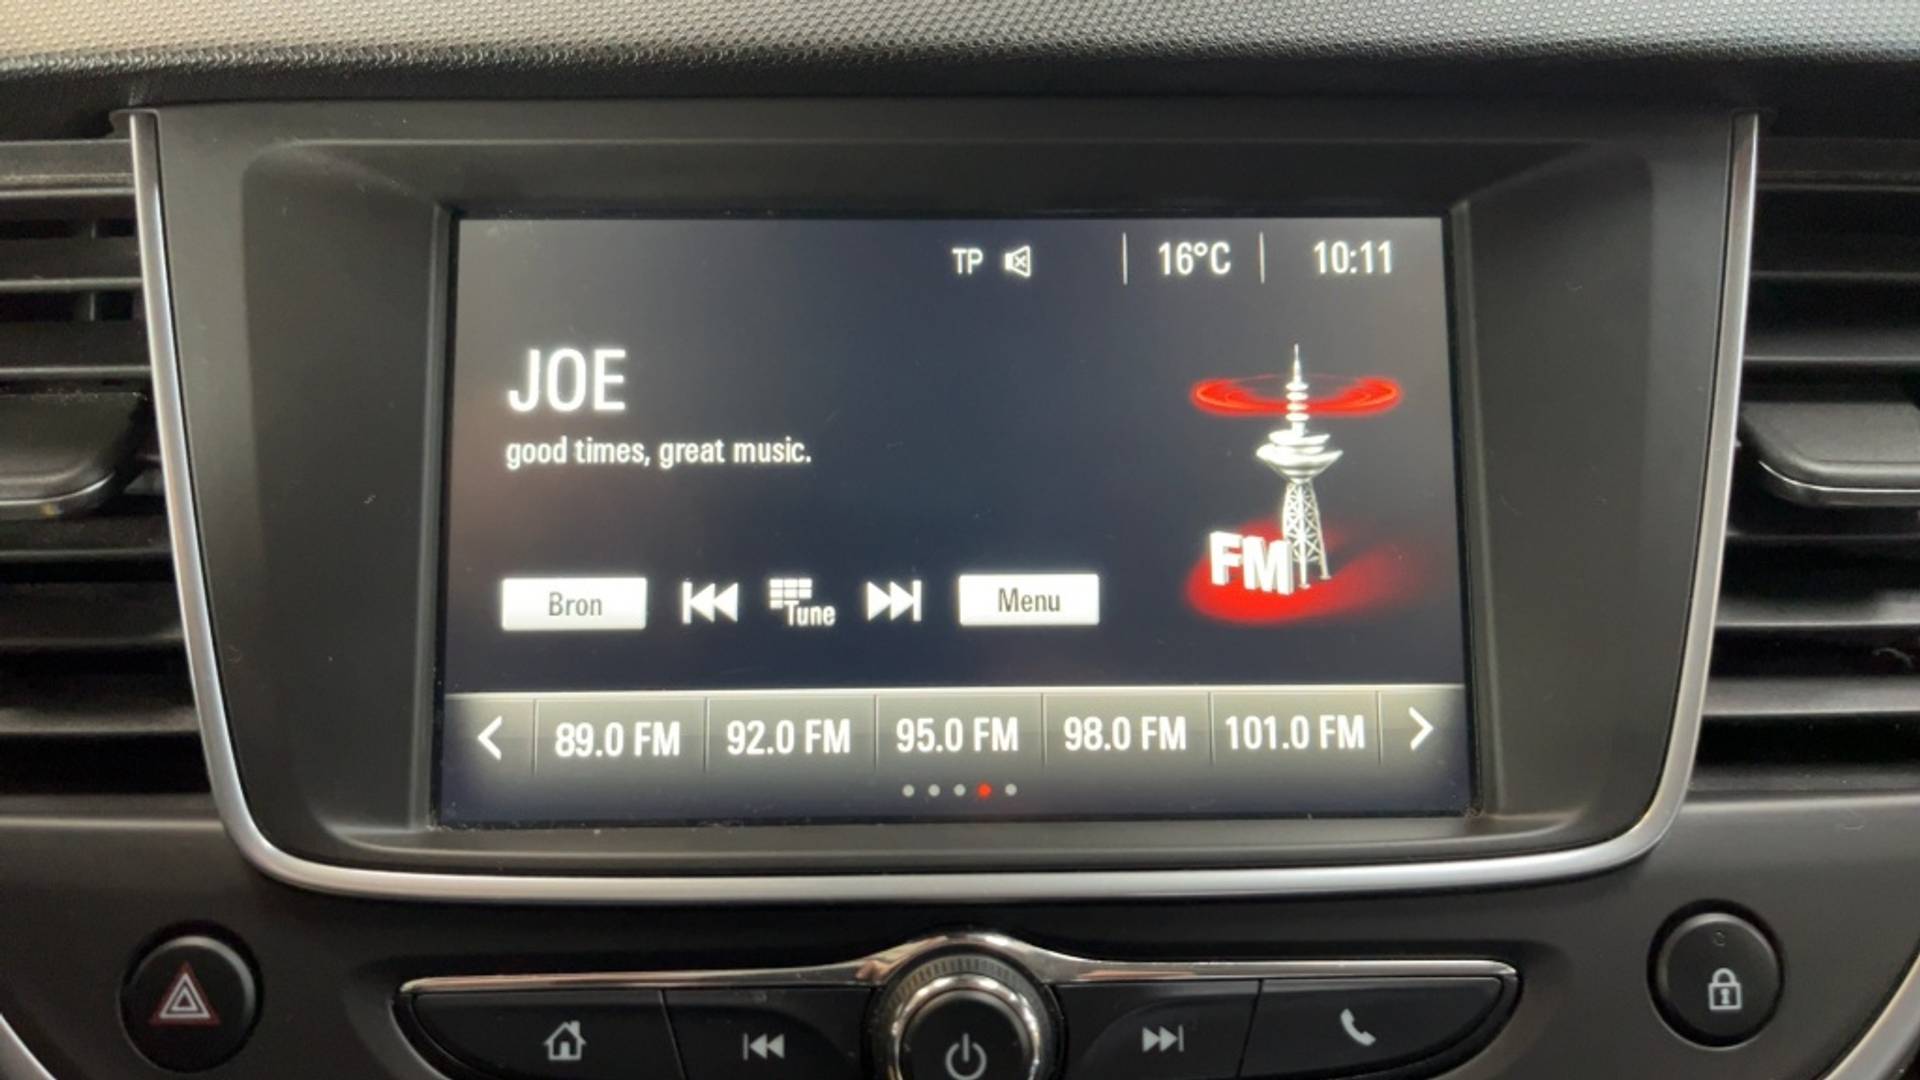 TP 16°C 10:11
JOE
good times, great music.
FM
Bron Tune Menu
89.0 FM 92.0 FM 95.0 FM 98.0 FM 101.0 FM